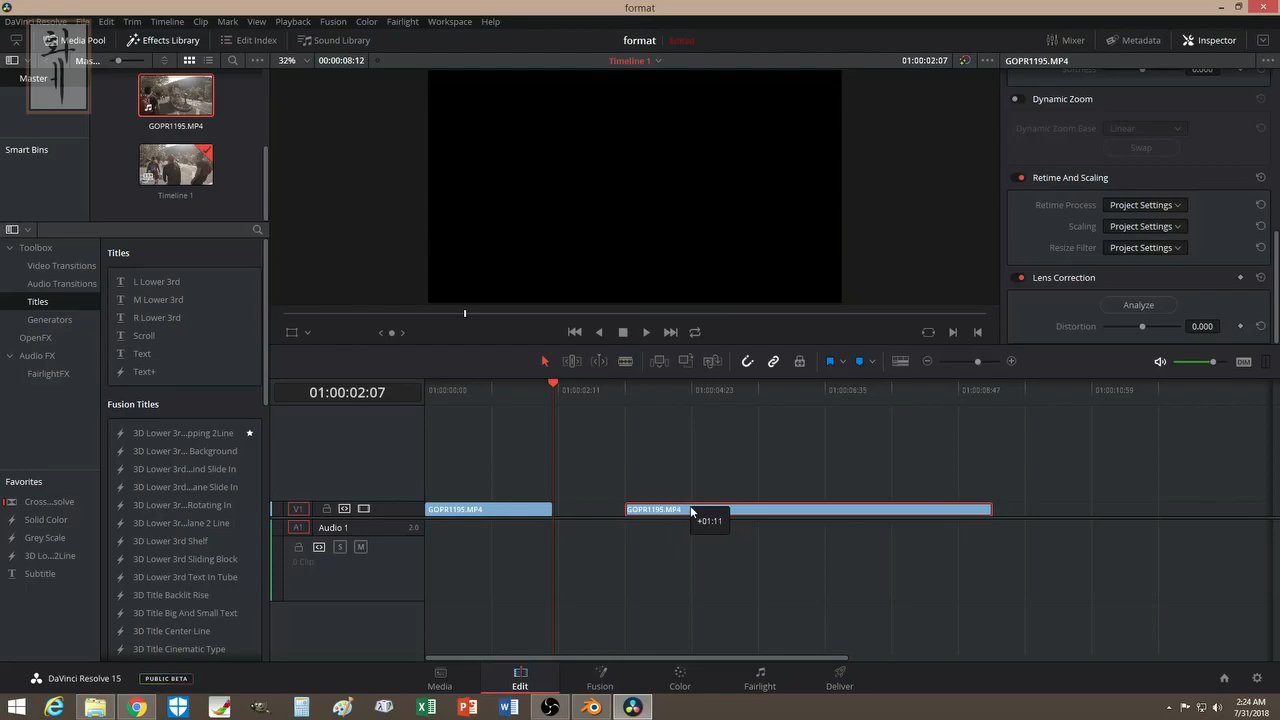 format
DaVinci Resolve File Edit Trim Timeline Clip Mark View Playback Fusion Color Fairlight Workspace Help
Media Pool Effects Library Edit Index Sound Library format Edited Mixer Metadata Inspector
Mas... 32% 00:00:08:12 Timeline 1 01:00:02:07 GOPR1195.MP4
Master
GOPR1195.MP4
Smart Bins
Timeline 1
Dynamic Zoom
Dynamic Zoom Ease Linear
Swap
Retime And Scaling
Retime Process Project Settings
Scaling Project Settings
Resize Filter Project Settings
Lens Correction
Analyze
Distortion 0.000
Toolbox
Video Transitions
Audio Transitions
Titles
Generators
OpenFX
Audio FX
FairlightFX
Titles
L Lower 3rd
M Lower 3rd
R Lower 3rd
Scroll
Text
Text+
Fusion Titles
3D Lower 3r...pping 2Line
3D Lower 3r... Background
3D Lower 3rd...ind Slide In
3D Lower 3rd...ane Slide In
3D Lower 3r...Rotating In
3D Lower 3r...lane 2 Line
3D Lower 3rd Shelf
3D Lower 3rd Sliding Block
3D Lower 3rd Text In Tube
3D Title Backlit Rise
3D Title Big And Small Text
3D Title Center Line
3D Title Cinematic Type
Favorites
Cross...solve
Solid Color
Grey Scale
3D Lo...2Line
Subtitle
DIM
01:00:02:07
01:00:00:00 01:00:02:11 01:00:04:23 01:00:06:35 01:00:08:47 01:00:10:59
V1 GOPR1195.MP4 GOPR1195.MP4
+01:11
A1 Audio 1 2.0
S M
0 Clip
DaVinci Resolve 15 PUBLIC BETA
Media Edit Fusion Color Fairlight Deliver
2:24 AM
7/31/2018